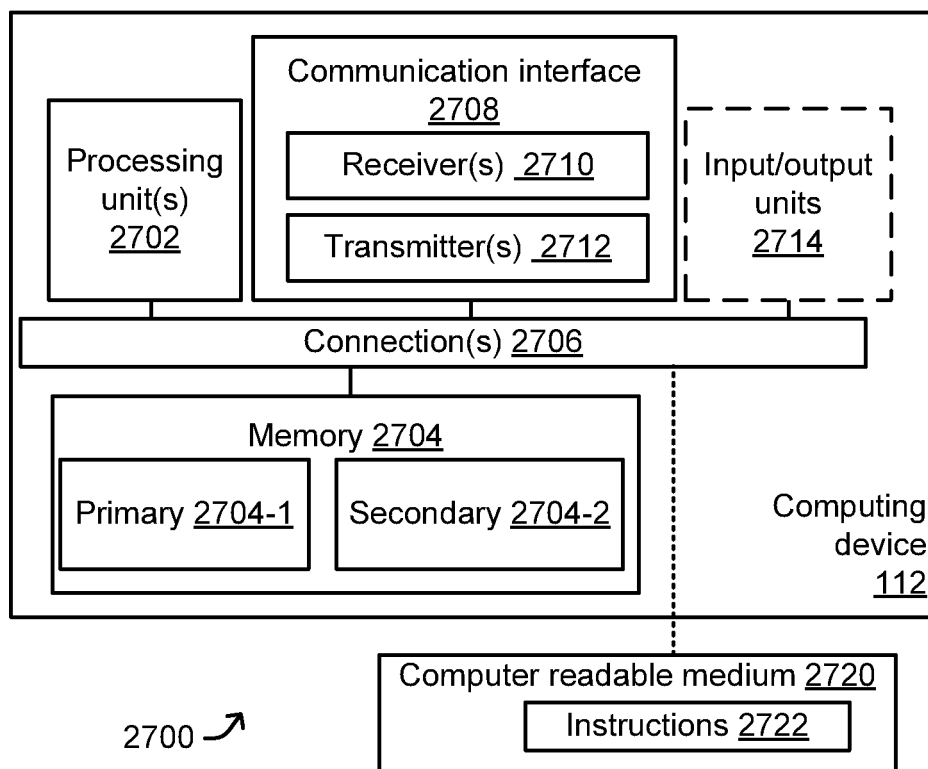 Communication interface
2708
Processing
unit(s)
2702
Receiver(s) 2710
Transmitter(s) 2712
Input/output
units
2714
Connection(s) 2706
Memory 2704
Primary 2704-1
Secondary 2704-2
Computing
device
112
Computer readable medium 2720
Instructions 2722
2700